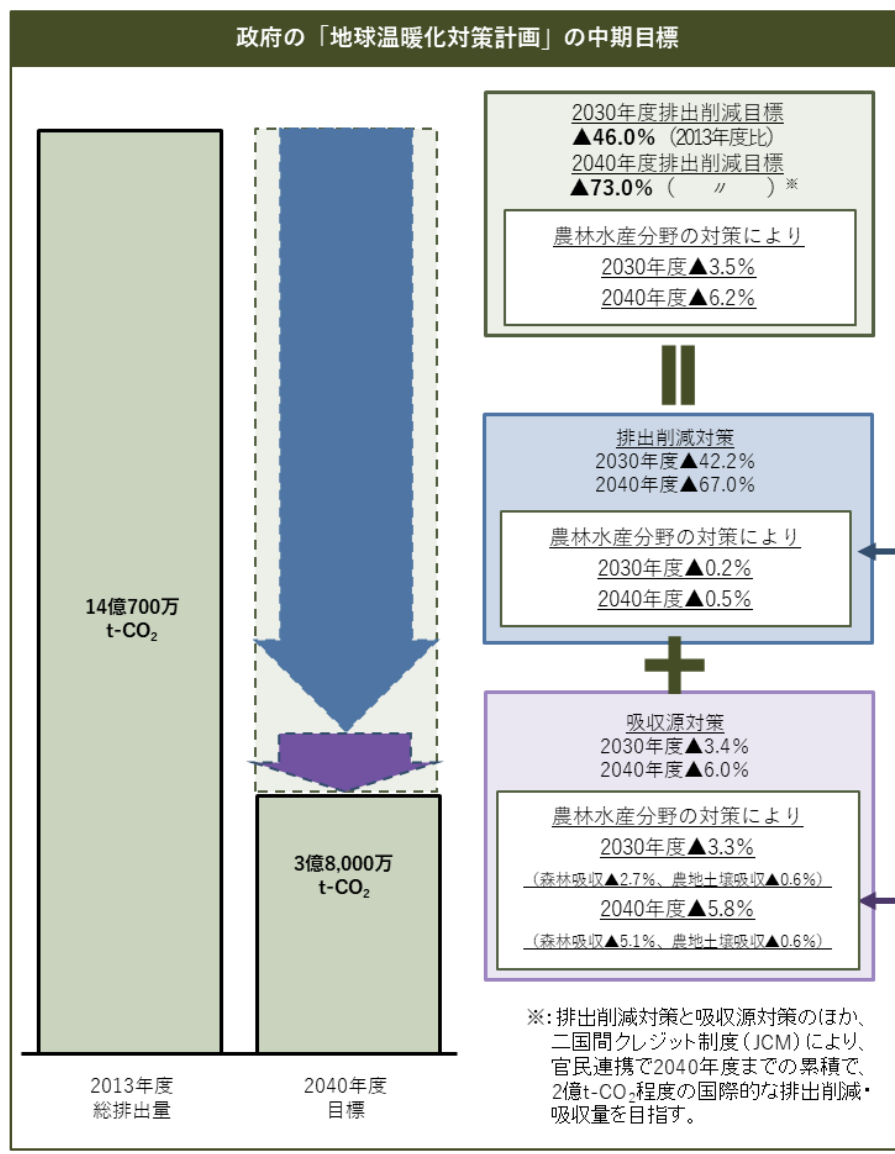 政府の「地球温暖化対策計画」の中期目標
14億700万
t-CO₂
3億8,000万
t-CO₂
2013年度
総排出量
2040年度
目標
2030年度排出削減目標
▲46.0%（2013年度比）
2040年度排出削減目標
▲73.0%（　〃　）※
農林水産分野の対策により
2030年度▲3.5%
2040年度▲6.2%
排出削減対策
2030年度▲42.2%
2040年度▲67.0%
農林水産分野の対策により
2030年度▲0.2%
2040年度▲0.5%
吸収源対策
2030年度▲3.4%
2040年度▲6.0%
農林水産分野の対策により
2030年度▲3.3%
（森林吸収▲2.7%、農地土壌吸収▲0.6%）
2040年度▲5.8%
（森林吸収▲5.1%、農地土壌吸収▲0.6%）
※：排出削減対策と吸収源対策のほか、
二国間クレジット制度（JCM）により、
官民連携で2040年度までの累積で、
2億t-CO₂程度の国際的な排出削減・
吸収量を目指す。